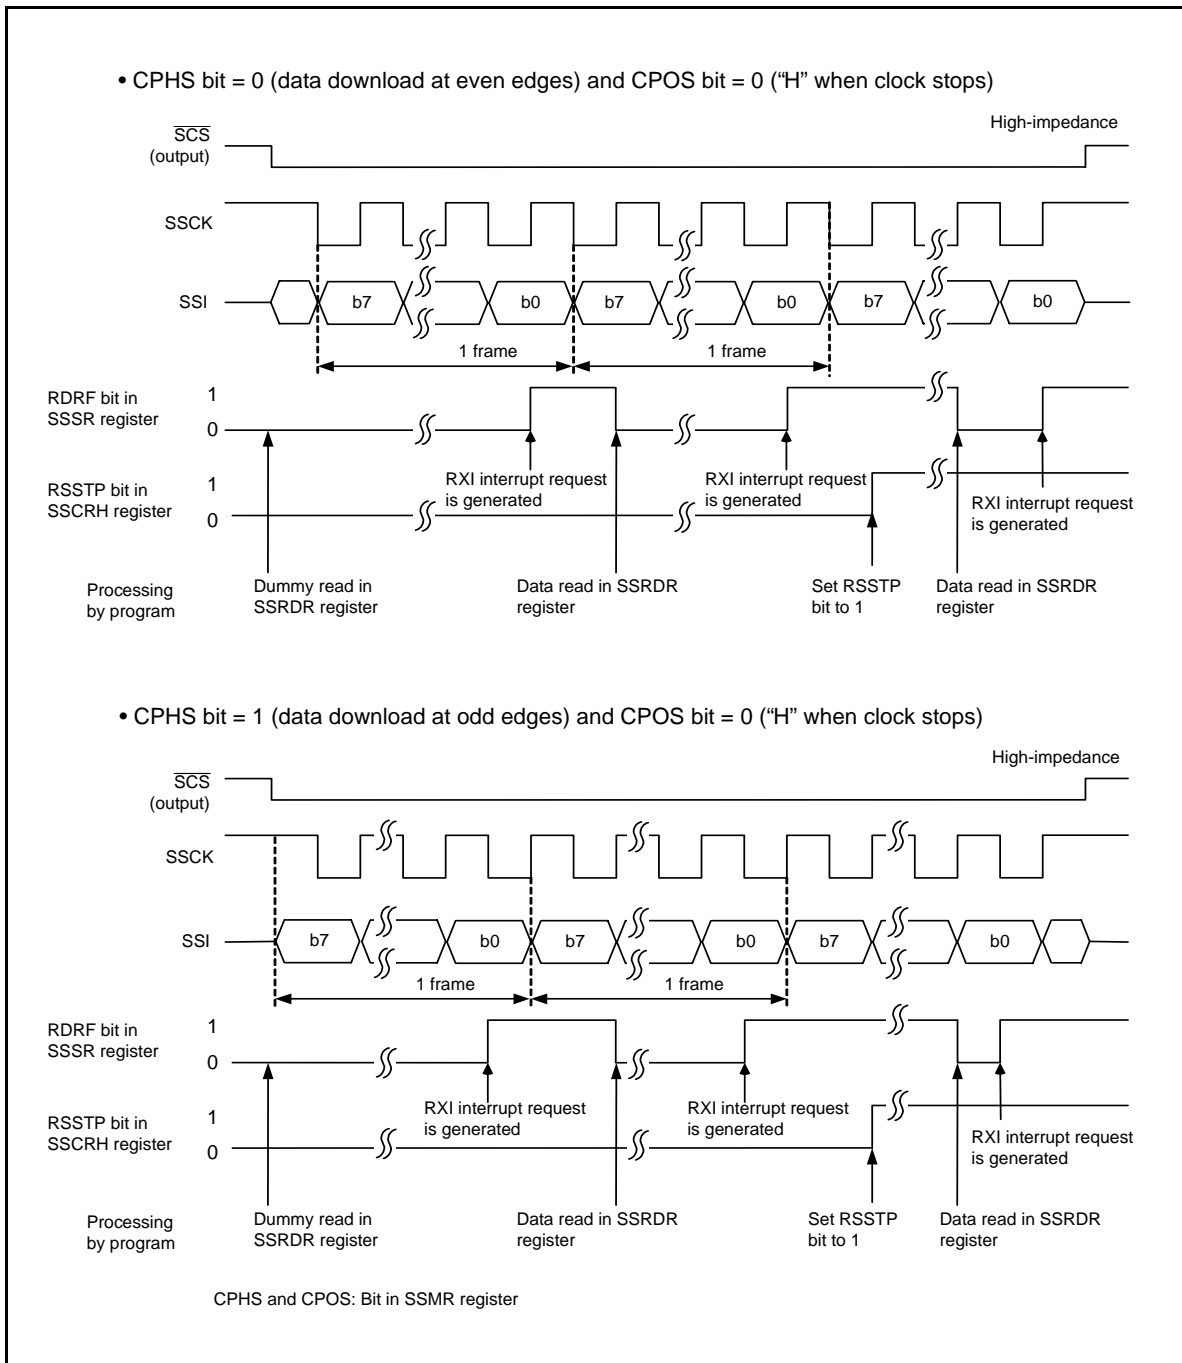 • CPHS bit = 0 (data download at even edges) and CPOS bit = 0 (“H” when clock stops)
High-impedance
SCS
(output)
SSCK
SSI
b7
b0
b7
b0
b7
b0
1 frame
1 frame
RDRF bit in
SSSR register
1
0
RXI interrupt request
is generated
RXI interrupt request
is generated
RXI interrupt request
is generated
RSSTP bit in
SSCRH register
1
0
Processing
by program
Dummy read in
SSRDR register
Data read in SSRDR
register
Set RSSTP
bit to 1
Data read in SSRDR
register
• CPHS bit = 1 (data download at odd edges) and CPOS bit = 0 (“H” when clock stops)
High-impedance
SCS
(output)
SSCK
SSI
b7
b0
b7
b0
b7
b0
1 frame
1 frame
RDRF bit in
SSSR register
1
0
RXI interrupt request
is generated
RXI interrupt request
is generated
RXI interrupt request
is generated
RSSTP bit in
SSCRH register
1
0
Processing
by program
Dummy read in
SSRDR register
Data read in SSRDR
register
Set RSSTP
bit to 1
Data read in SSRDR
register
CPHS and CPOS: Bit in SSMR register